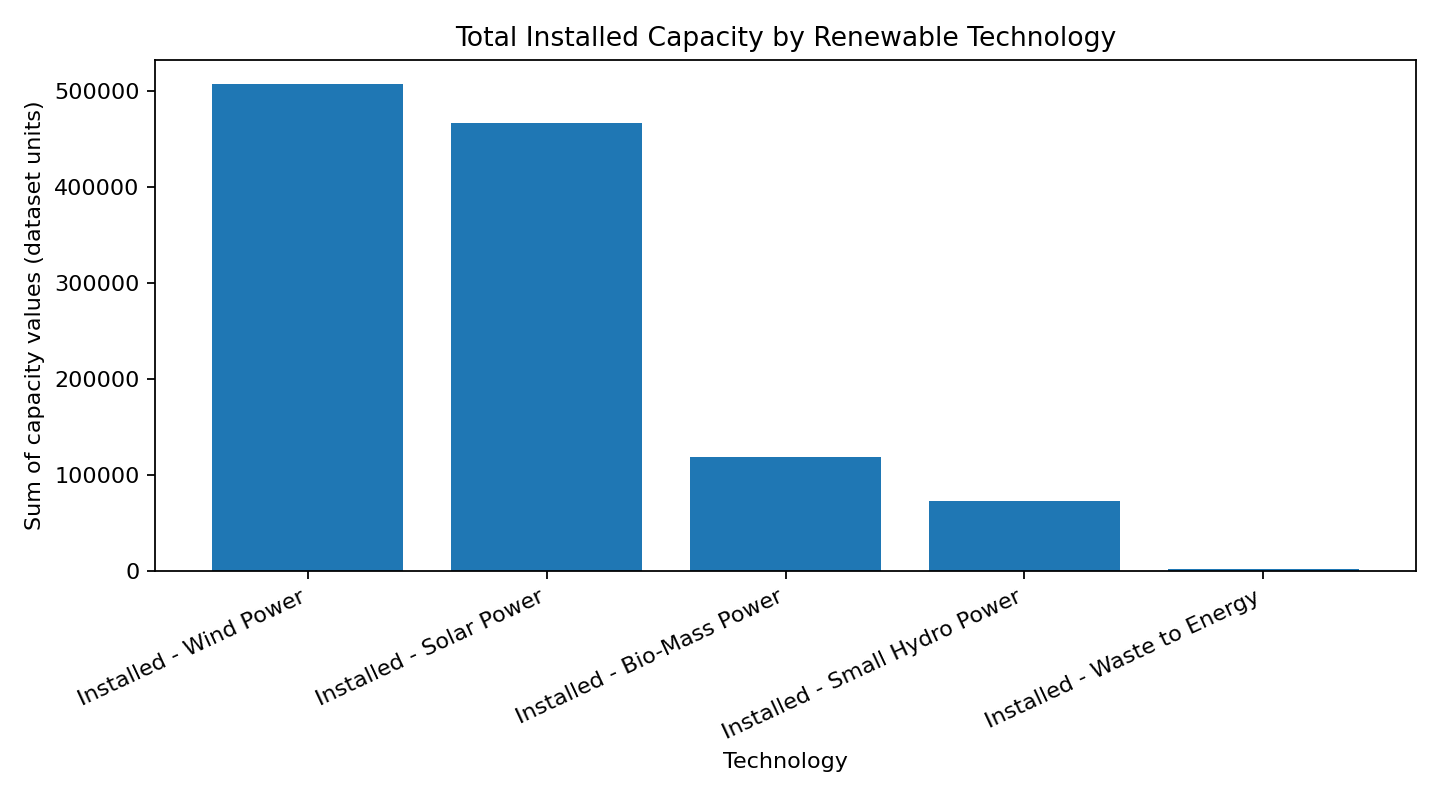 Total Installed Capacity by Renewable Technology
Sum of capacity values (dataset units)
500000
400000
300000
200000
100000
0
Installed - Wind Power
Installed - Solar Power
Installed - Bio-Mass Power
Installed - Small Hydro Power
Installed - Waste to Energy
Technology